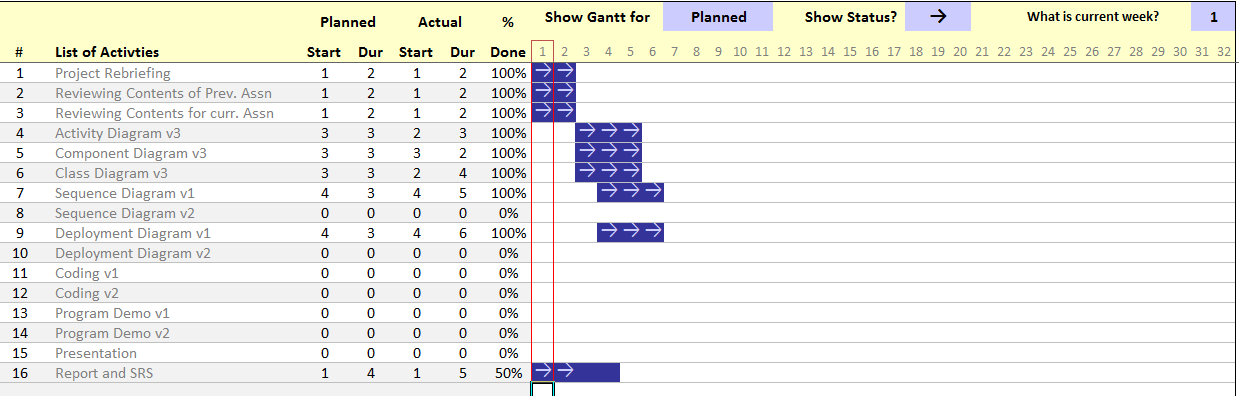 Planned Actual % Show Gantt for Planned Show Status? → What is current week? 1
# List of Activties Start Dur Start Dur Done 1 2 3 4 5 6 7 8 9 10 11 12 13 14 15 16 17 18 19 20 21 22 23 24 25 26 27 28 29 30 31 32
1 Project Rebriefing 1 2 1 2 100% → →
2 Reviewing Contents of Prev. Assn 1 2 1 2 100% → →
3 Reviewing Contents for curr. Assn 1 2 1 2 100% → →
4 Activity Diagram v3 3 3 2 3 100% → → →
5 Component Diagram v3 3 3 3 2 100% → → →
6 Class Diagram v3 3 3 2 4 100% → → →
7 Sequence Diagram v1 4 3 4 5 100% → → →
8 Sequence Diagram v2 0 0 0 0 0%
9 Deployment Diagram v1 4 3 4 6 100% → → →
10 Deployment Diagram v2 0 0 0 0 0%
11 Coding v1 0 0 0 0 0%
12 Coding v2 0 0 0 0 0%
13 Program Demo v1 0 0 0 0 0%
14 Program Demo v2 0 0 0 0 0%
15 Presentation 0 0 0 0 0%
16 Report and SRS 1 4 1 5 50% → →